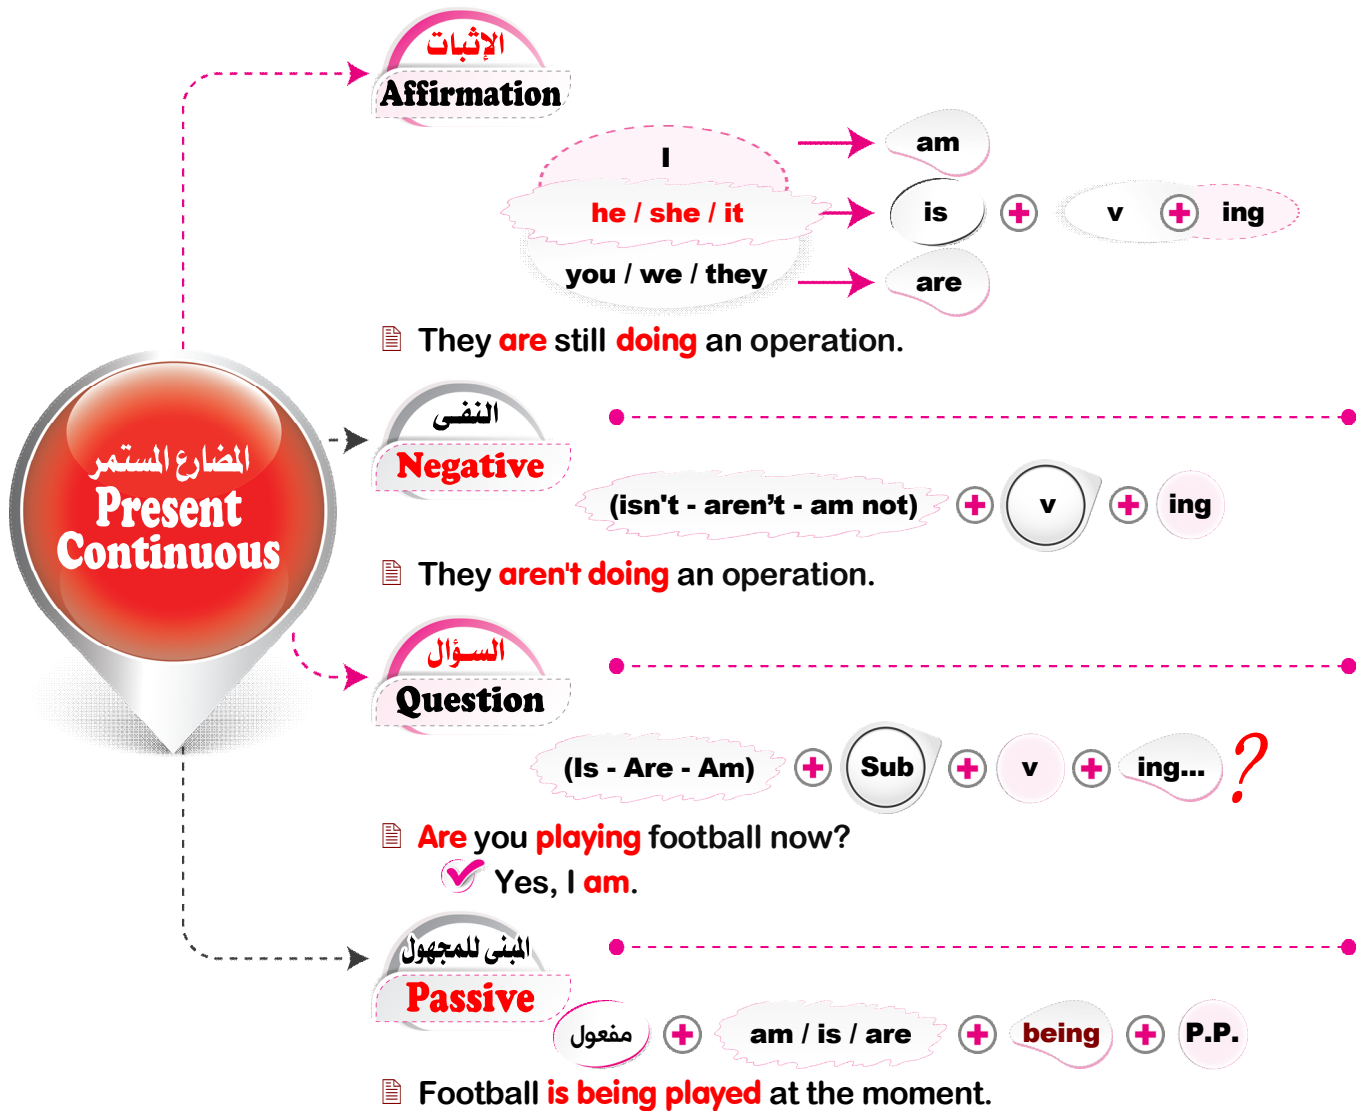 الإثبات
Affirmation
I
am
he / she / it
is + v + ing
you / we / they
are
They are still doing an operation.
النفـى
Negative
(isn't - aren’t - am not) + v + ing
They aren't doing an operation.
المضارع المستمر
Present
Continuous
السـؤال
Question
(Is - Are - Am) + Sub + v + ing... ?
Are you playing football now?
Yes, I am.
المبنى للمجهول
Passive
مفعول + am / is / are + being + P.P.
Football is being played at the moment.